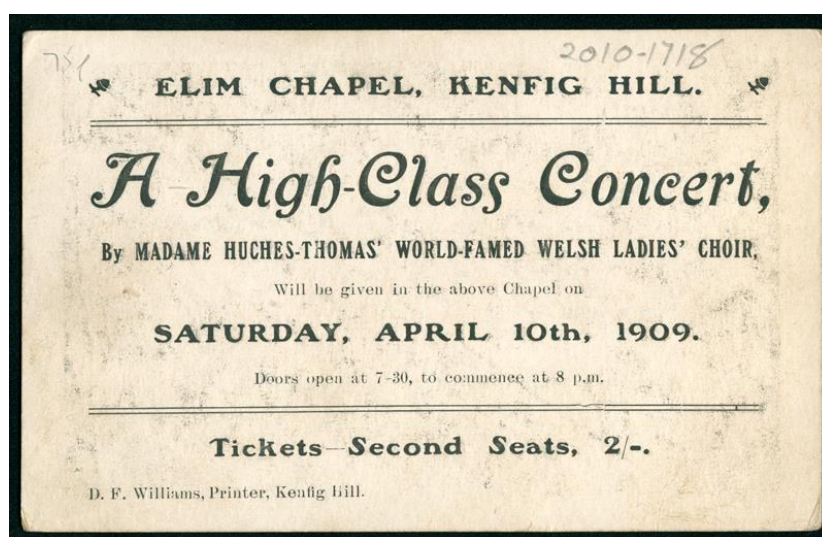 2010-1718
ELIM CHAPEL, KENFIG HILL.
A High-Class Concert,
By MADAME HUGHES-THOMAS' WORLD-FAMED WELSH LADIES' CHOIR,
Will be given in the above Chapel on
SATURDAY, APRIL 10th, 1909.
Doors open at 7-30, to commence at 8 p.m.
Tickets—Second Seats, 2/-.
D. F. Williams, Printer, Kenfig Hill.